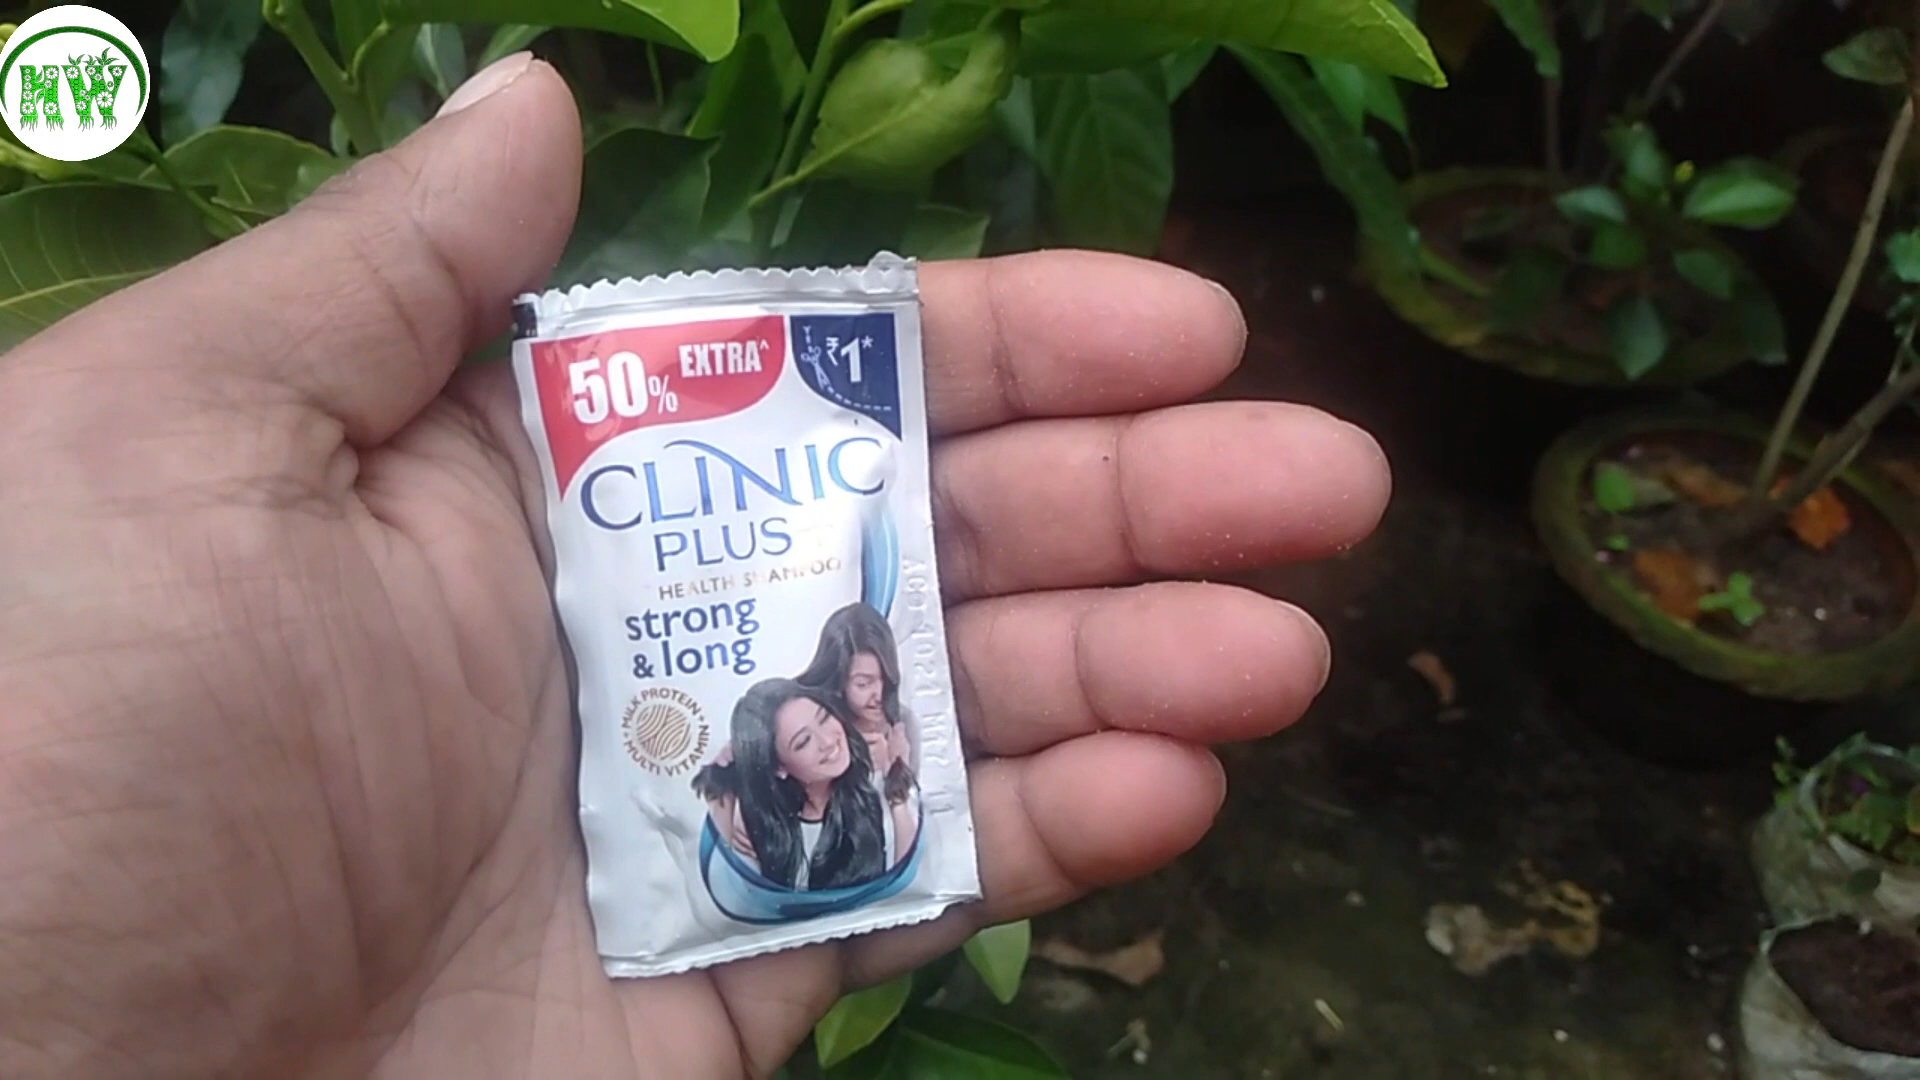 HW
50% EXTRA^
₹1*
CLINIC
PLUS
HEALTH SHAMPOO
strong
& long
MILK PROTEIN + MULTI VITAMIN +